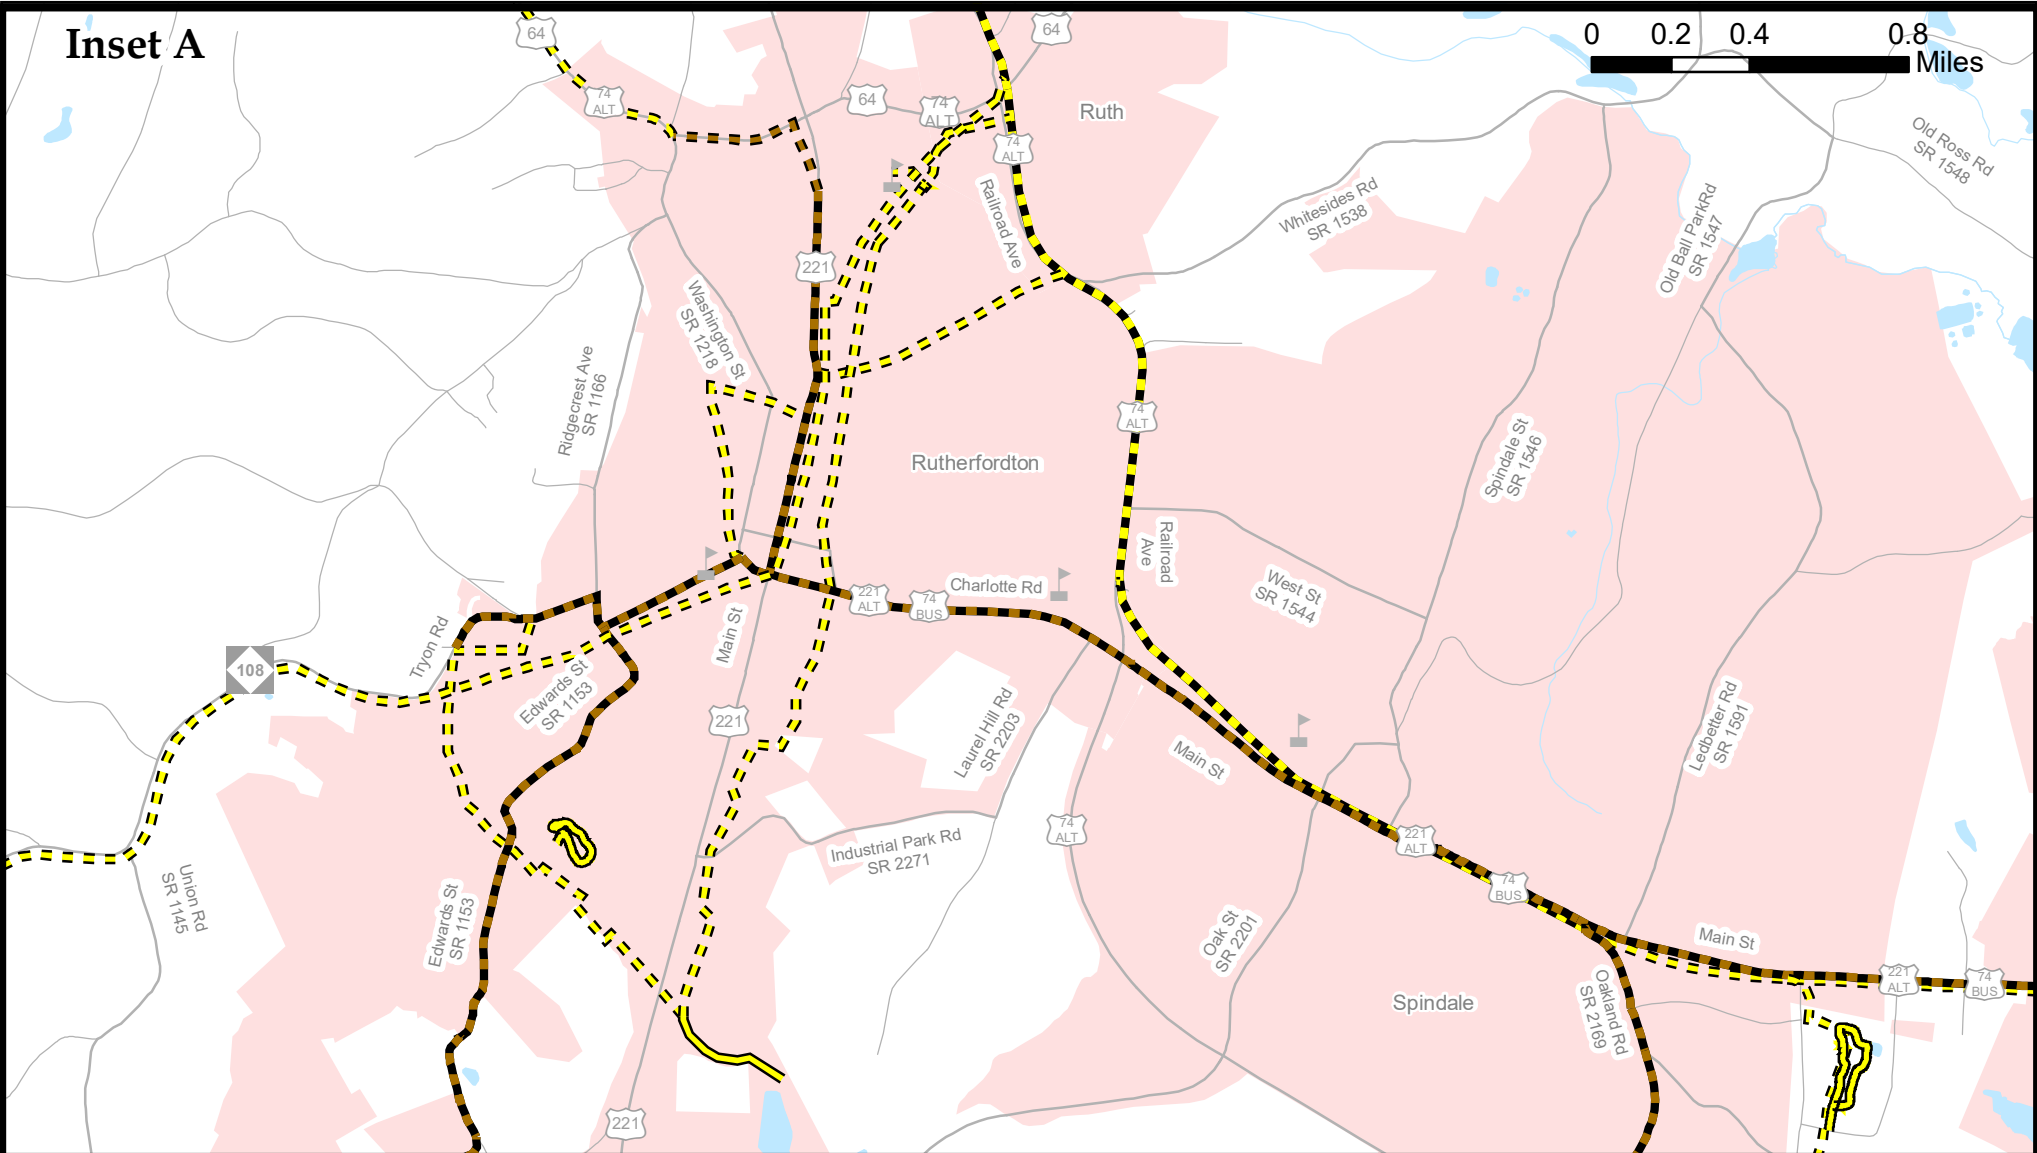 Inset A
0 0.2 0.4 0.8
Miles
64
64
74
ALT
64
74
ALT
Ruth
74
ALT
Old Ross Rd
SR 1548
Railroad Ave
Whitesides Rd
SR 1538
Old Ball ParkRd
SR 1547
221
Washington St
SR 1218
Ridgecrest Ave
SR 1166
74
ALT
Rutherfordton
Spindale St
SR 1546
Railroad
Ave
Charlotte Rd
221
ALT
74
BUS
West St
SR 1544
Tryon Rd
Main St
108
Edwards St
SR 1153
221
Laurel Hill Rd
SR 2203
Main St
Ledbetter Rd
SR 1591
Industrial Park Rd
SR 2271
74
ALT
221
ALT
74
BUS
Union Rd
SR 1145
Edwards St
SR 1153
Oak St
SR 2201
Main St
221
ALT
74
BUS
Spindale
Oakland Rd
SR 2169
221